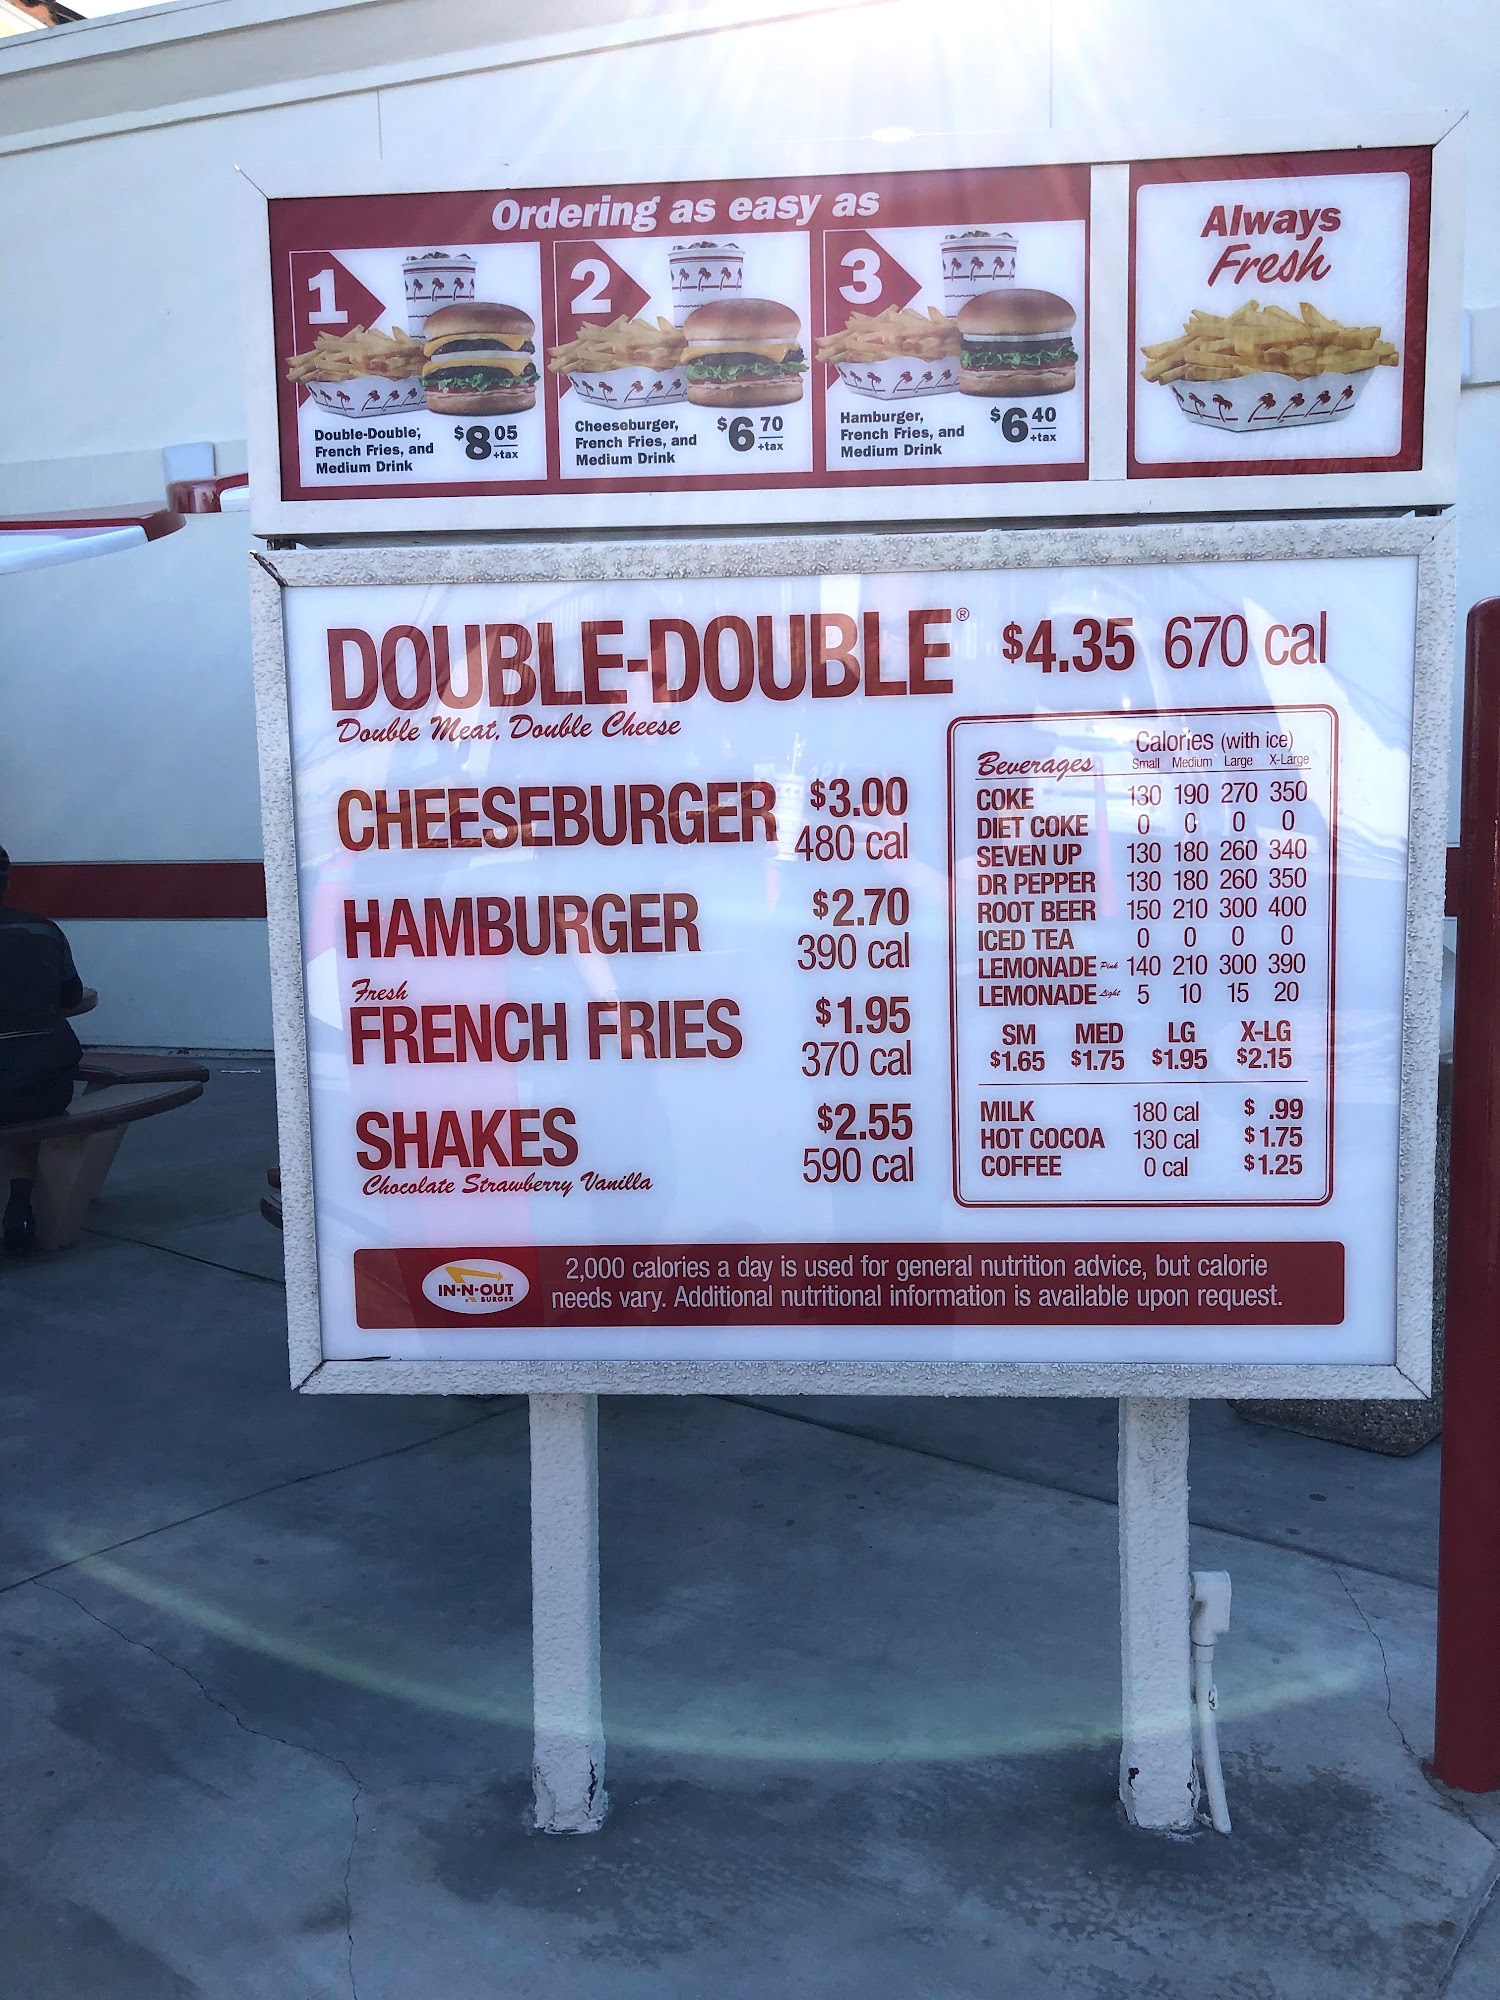 Ordering as easy as
1
Double-Double,
French Fries, and
Medium Drink
$8 05
+tax
2
Cheeseburger,
French Fries, and
Medium Drink
$6 70
+tax
3
Hamburger,
French Fries, and
Medium Drink
$6 40
+tax
Always
Fresh
DOUBLE-DOUBLE® $4.35 670 cal
Double Meat, Double Cheese
CHEESEBURGER $3.00
480 cal
HAMBURGER $2.70
390 cal
Fresh
FRENCH FRIES $1.95
370 cal
SHAKES $2.55
590 cal
Chocolate Strawberry Vanilla
Calories (with ice)
Beverages Small Medium Large X-Large
COKE 130 190 270 350
DIET COKE 0 0 0 0
SEVEN UP 130 180 260 340
DR PEPPER 130 180 260 350
ROOT BEER 150 210 300 400
ICED TEA 0 0 0 0
LEMONADE Pink 140 210 300 390
LEMONADE Light 5 10 15 20
SM MED LG X-LG
$1.65 $1.75 $1.95 $2.15
MILK 180 cal $ .99
HOT COCOA 130 cal $1.75
COFFEE 0 cal $1.25
IN-N-OUT
BURGER
2,000 calories a day is used for general nutrition advice, but calorie
needs vary. Additional nutritional information is available upon request.